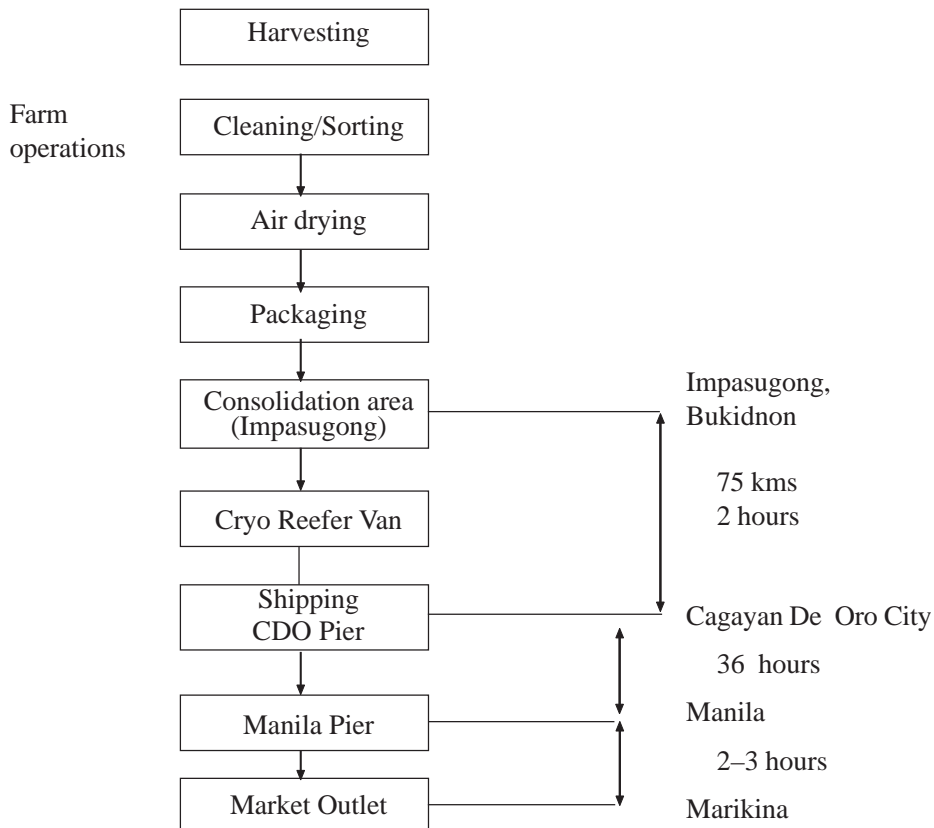 Harvesting
Farm
operations
Cleaning/Sorting
Air drying
Packaging
Consolidation area
(Impasugong)
Impasugong,
Bukidnon
75 kms
2 hours
Cryo Reefer Van
Shipping
CDO Pier
Cagayan De Oro City
36 hours
Manila Pier
Manila
2–3 hours
Market Outlet
Marikina